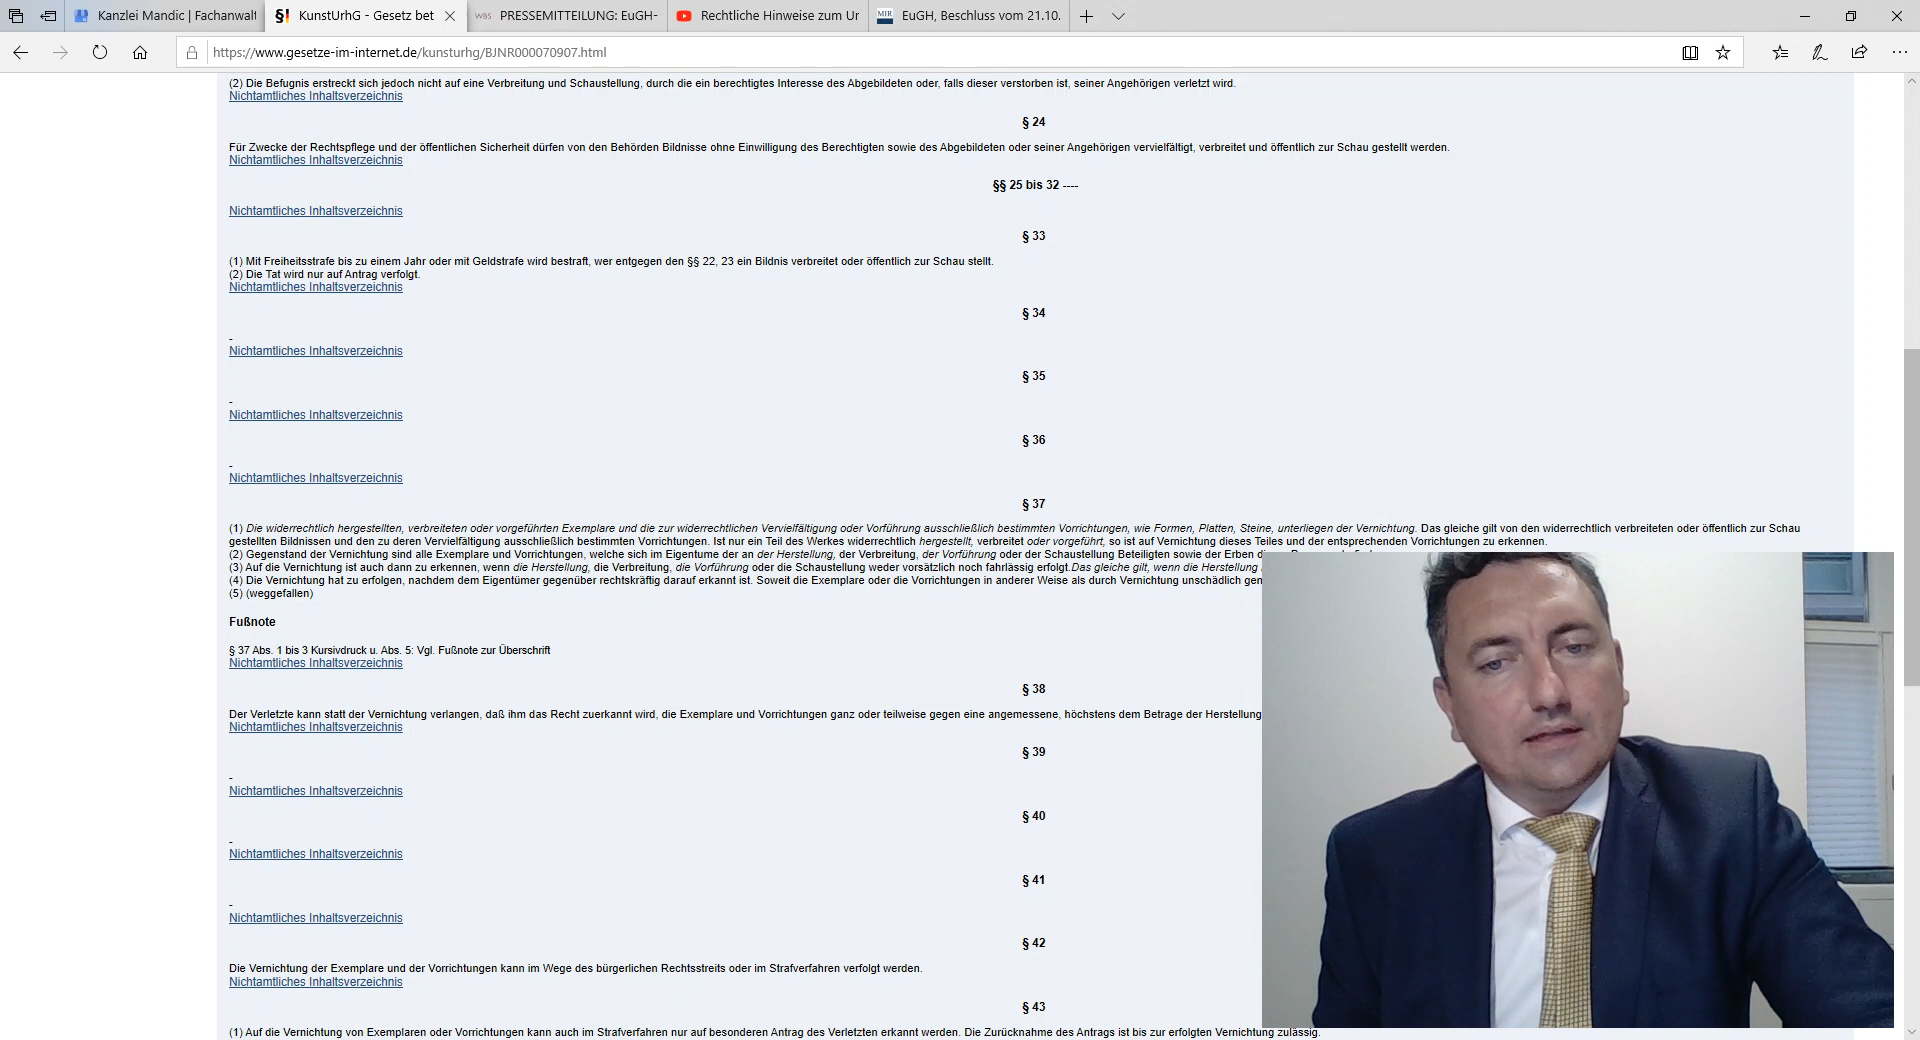 Kanzlei Mandic | Fachanwalt
KunstUrhG - Gesetz bet
WBS PRESSEMITTEILUNG: EuGH-
Rechtliche Hinweise zum Ur
MIR EuGH, Beschluss vom 21.10.
https://www.gesetze-im-internet.de/kunsturhg/BJNR000070907.html
(2) Die Befugnis erstreckt sich jedoch nicht auf eine Verbreitung und Schaustellung, durch die ein berechtigtes Interesse des Abgebildeten oder, falls dieser verstorben ist, seiner Angehörigen verletzt wird.
Nichtamtliches Inhaltsverzeichnis
§ 24
Für Zwecke der Rechtspflege und der öffentlichen Sicherheit dürfen von den Behörden Bildnisse ohne Einwilligung des Berechtigten sowie des Abgebildeten oder seiner Angehörigen vervielfältigt, verbreitet und öffentlich zur Schau gestellt werden.
Nichtamtliches Inhaltsverzeichnis
§§ 25 bis 32 ----
Nichtamtliches Inhaltsverzeichnis
§ 33
(1) Mit Freiheitsstrafe bis zu einem Jahr oder mit Geldstrafe wird bestraft, wer entgegen den §§ 22, 23 ein Bildnis verbreitet oder öffentlich zur Schau stellt.
(2) Die Tat wird nur auf Antrag verfolgt.
Nichtamtliches Inhaltsverzeichnis
§ 34
-
Nichtamtliches Inhaltsverzeichnis
§ 35
-
Nichtamtliches Inhaltsverzeichnis
§ 36
-
Nichtamtliches Inhaltsverzeichnis
§ 37
(1) Die widerrechtlich hergestellten, verbreiteten oder vorgeführten Exemplare und die zur widerrechtlichen Vervielfältigung oder Vorführung ausschließlich bestimmten Vorrichtungen, wie Formen, Platten, Steine, unterliegen der Vernichtung. Das gleiche gilt von den widerrechtlich verbreiteten oder öffentlich zur Schau
gestellten Bildnissen und den zu deren Vervielfältigung ausschließlich bestimmten Vorrichtungen. Ist nur ein Teil des Werkes widerrechtlich hergestellt, verbreitet oder vorgeführt, so ist auf Vernichtung dieses Teiles und der entsprechenden Vorrichtungen zu erkennen.
(2) Gegenstand der Vernichtung sind alle Exemplare und Vorrichtungen, welche sich im Eigentume der an der Herstellung, der Verbreitung, der Vorführung oder der Schaustellung Beteiligten sowie der Erben
(3) Auf die Vernichtung ist auch dann zu erkennen, wenn die Herstellung, die Verbreitung, die Vorführung oder die Schaustellung weder vorsätzlich noch fahrlässig erfolgt.Das gleiche gilt, wenn die Herstellung
(4) Die Vernichtung hat zu erfolgen, nachdem dem Eigentümer gegenüber rechtskräftig darauf erkannt ist. Soweit die Exemplare oder die Vorrichtungen in anderer Weise als durch Vernichtung unschädlich gen
(5) (weggefallen)
Fußnote
§ 37 Abs. 1 bis 3 Kursivdruck u. Abs. 5: Vgl. Fußnote zur Überschrift
Nichtamtliches Inhaltsverzeichnis
§ 38
Der Verletzte kann statt der Vernichtung verlangen, daß ihm das Recht zuerkannt wird, die Exemplare und Vorrichtungen ganz oder teilweise gegen eine angemessene, höchstens dem Betrage der Herstellung
Nichtamtliches Inhaltsverzeichnis
§ 39
-
Nichtamtliches Inhaltsverzeichnis
§ 40
-
Nichtamtliches Inhaltsverzeichnis
§ 41
-
Nichtamtliches Inhaltsverzeichnis
§ 42
Die Vernichtung der Exemplare und der Vorrichtungen kann im Wege des bürgerlichen Rechtsstreits oder im Strafverfahren verfolgt werden.
Nichtamtliches Inhaltsverzeichnis
§ 43
(1) Auf die Vernichtung von Exemplaren oder Vorrichtungen kann auch im Strafverfahren nur auf besonderen Antrag des Verletzten erkannt werden. Die Zurücknahme des Antrags ist bis zur erfolgten Vernichtung zulässig.